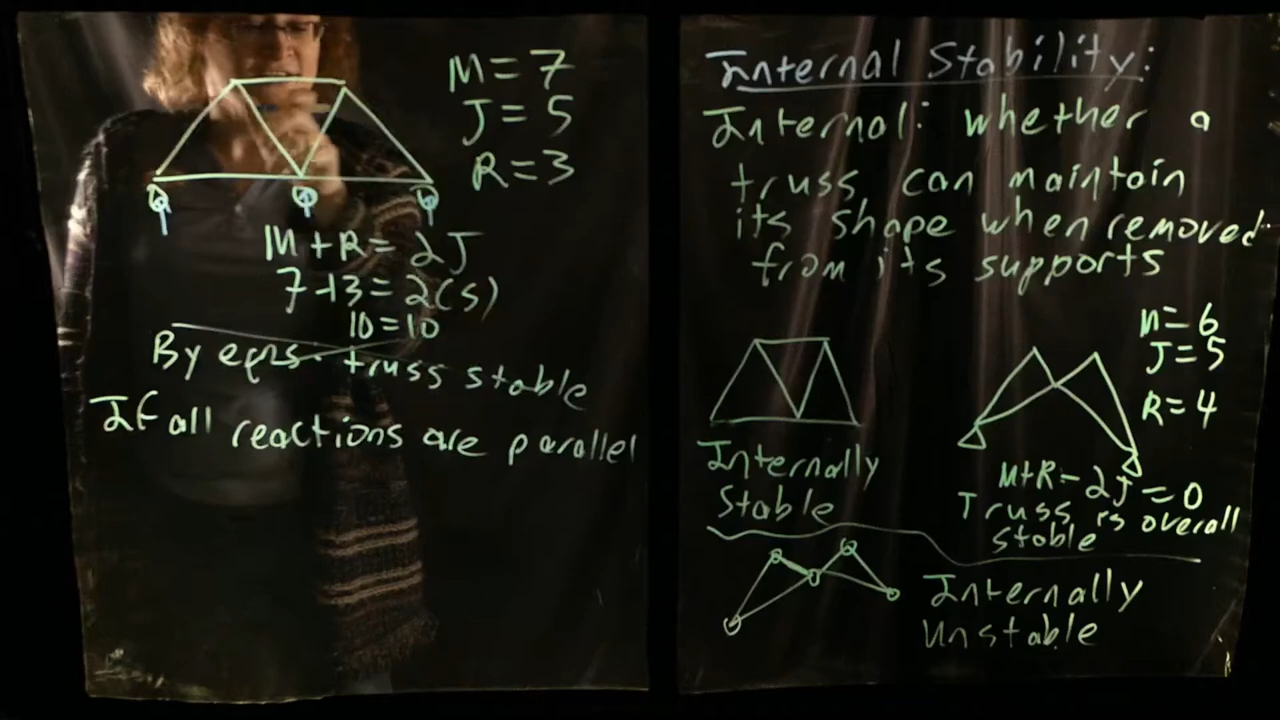 M = 7
J = 5
R = 3
M + R = 2J
7 + 3 = 2(5)
10 = 10
By eqns. truss stable
If all reactions are parallel
Internal Stability:
Internal: whether a
truss can maintain
its shape when removed
from its supports
Internally
Stable
M = 6
J = 5
R = 4
M+R - 2J = 0
Truss is overall
stable
Internally
Unstable